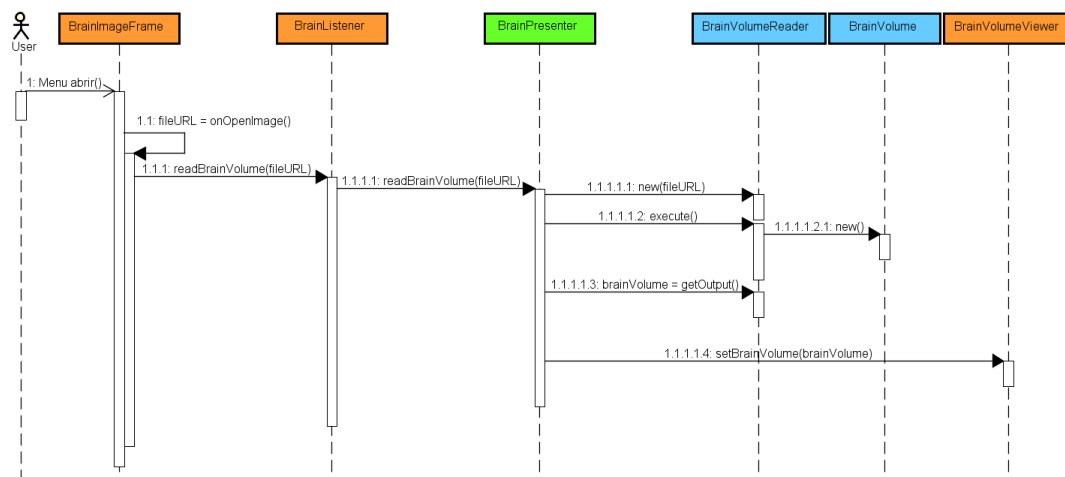 BrainImageFrame
BrainListener
BrainPresenter
BrainVolumeReader
BrainVolume
BrainVolumeViewer
User
1: Menu abrir()
1.1: fileURL = onOpenImage()
1.1.1: readBrainVolume(fileURL)
1.1.1.1: readBrainVolume(fileURL)
1.1.1.1.1: new(fileURL)
1.1.1.1.2: execute()
1.1.1.1.2.1: new()
1.1.1.1.3: brainVolume = getOutput()
1.1.1.1.4: setBrainVolume(brainVolume)